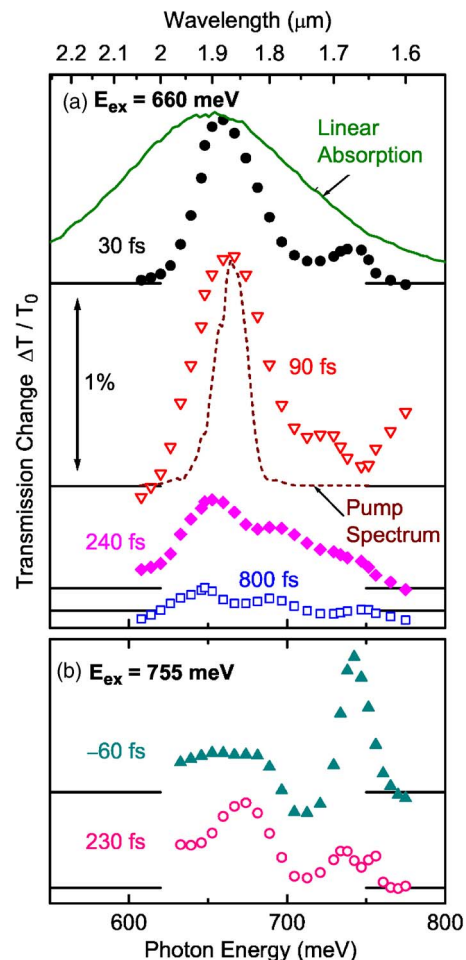 Wavelength (μm)
2.2 2.1 2 1.9 1.8 1.7 1.6
(a) E_ex = 660 meV
Linear
Absorption
30 fs
1%
90 fs
Pump
Spectrum
240 fs
800 fs
Transmission Change ΔT / T₀
(b) E_ex = 755 meV
−60 fs
230 fs
600 700 800
Photon Energy (meV)